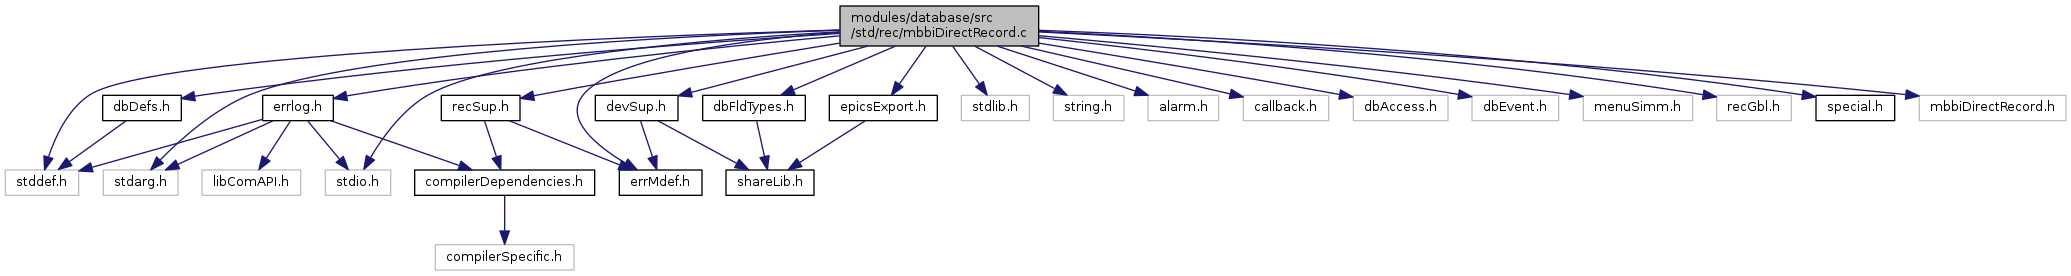 modules/database/src
/std/rec/mbbiDirectRecord.c
dbDefs.h
errlog.h
recSup.h
devSup.h
dbFldTypes.h
epicsExport.h
stdlib.h
string.h
alarm.h
callback.h
dbAccess.h
dbEvent.h
menuSimm.h
recGbl.h
special.h
mbbiDirectRecord.h
stddef.h
stdarg.h
libComAPI.h
stdio.h
compilerDependencies.h
errMdef.h
shareLib.h
compilerSpecific.h